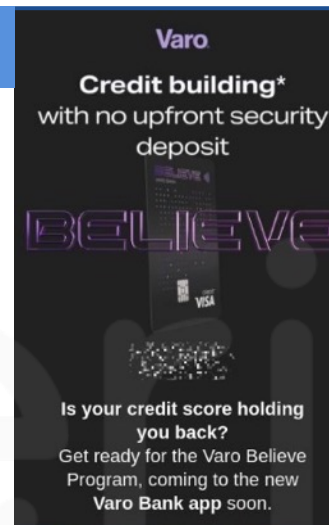 Varo
Credit building*
with no upfront security
deposit
BELIEVE
BELIEVE
VISA
Is your credit score holding
you back?
Get ready for the Varo Believe
Program, coming to the new
Varo Bank app soon.